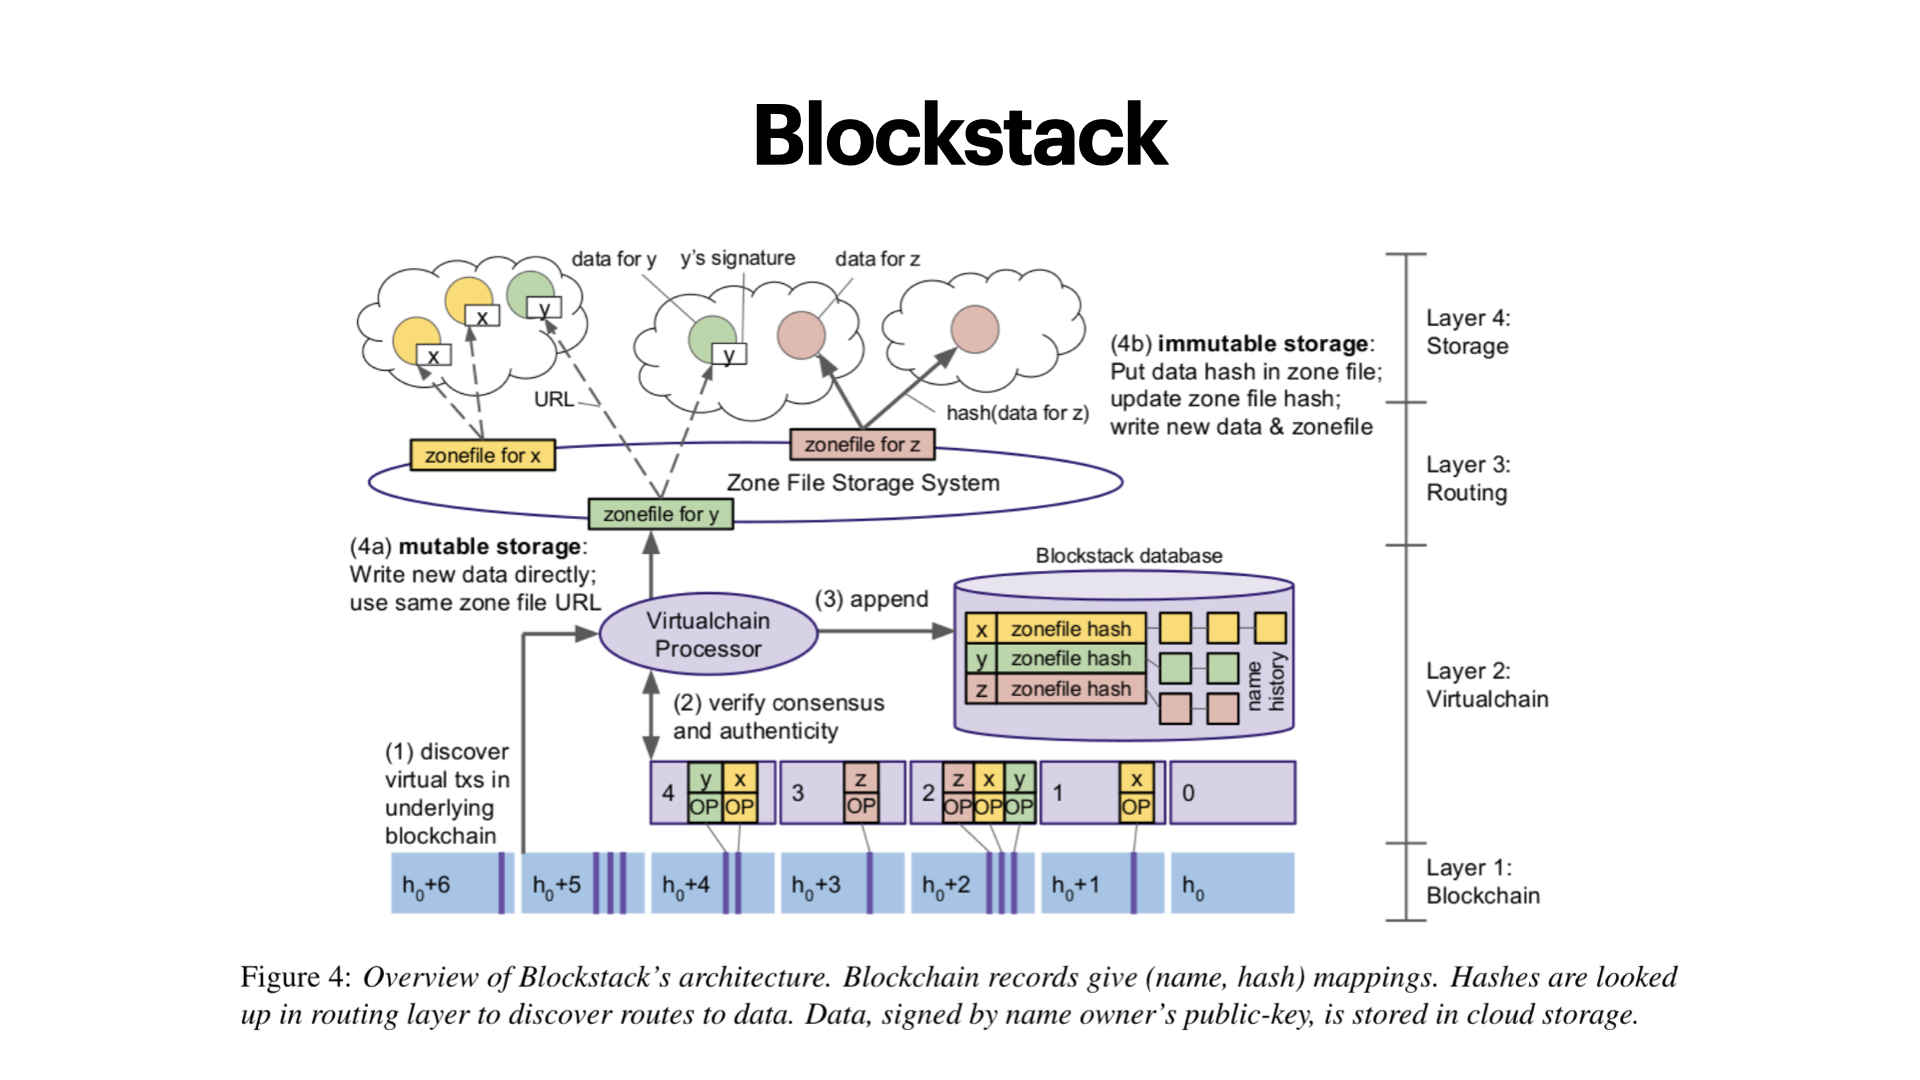 Blockstack
data for y
y's signature
data for z
x
x
y
y
URL
hash(data for z)
(4b) immutable storage:
Put data hash in zone file;
update zone file hash;
write new data & zonefile
Layer 4:
Storage
zonefile for x
zonefile for z
Zone File Storage System
zonefile for y
Layer 3:
Routing
(4a) mutable storage:
Write new data directly;
use same zone file URL
Virtualchain
Processor
(3) append
Blockstack database
x zonefile hash
y zonefile hash
z zonefile hash
name
history
Layer 2:
Virtualchain
(2) verify consensus
and authenticity
(1) discover
virtual txs in
underlying
blockchain
4 y x
OP OP
3 z
OP
2 z x y
OP OP OP
1 x
OP
0
h0+6 h0+5 h0+4 h0+3 h0+2 h0+1 h0
Layer 1:
Blockchain
Figure 4: Overview of Blockstack's architecture. Blockchain records give (name, hash) mappings. Hashes are looked
up in routing layer to discover routes to data. Data, signed by name owner's public-key, is stored in cloud storage.